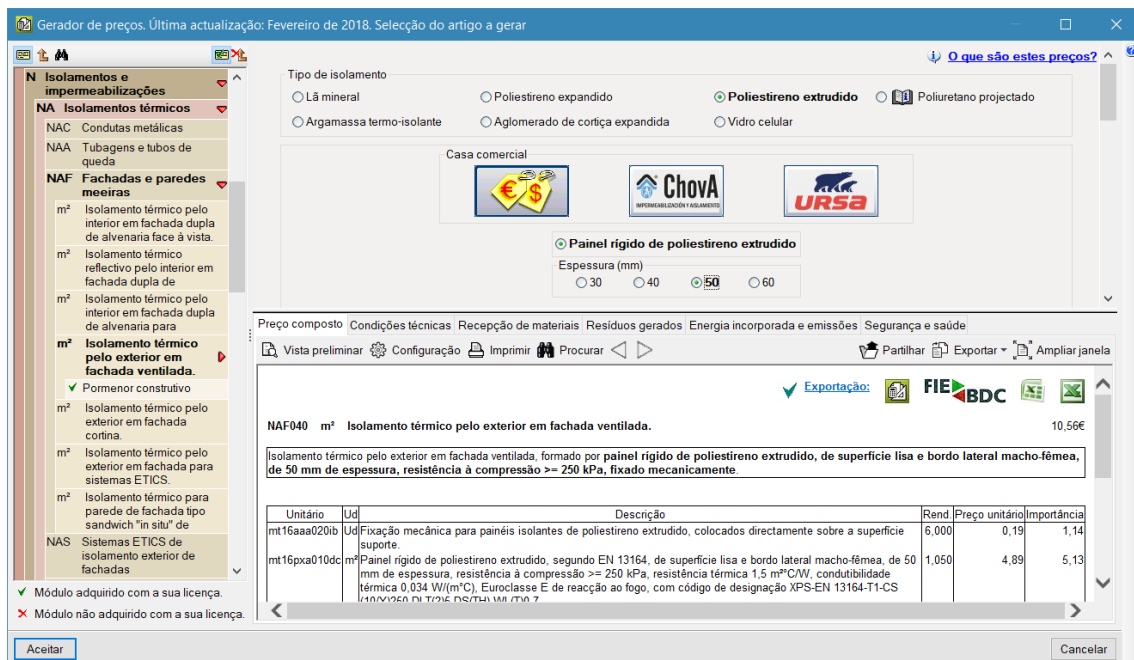 Gerador de preços. Última actualização: Fevereiro de 2018. Selecção do artigo a gerar
N Isolamentos e
impermeabilizações
NA Isolamentos térmicos
NAC Condutas metálicas
NAA Tubagens e tubos de
queda
NAF Fachadas e paredes
meeiras
m² Isolamento térmico pelo
interior em fachada dupla
de alvenaria face à vista.
m² Isolamento térmico
reflectivo pelo interior em
fachada dupla de
m² Isolamento térmico pelo
interior em fachada dupla
de alvenaria para
m² Isolamento térmico
pelo exterior em
fachada ventilada.
Pormenor construtivo
m² Isolamento térmico pelo
exterior em fachada
cortina.
m² Isolamento térmico pelo
exterior em fachada para
sistemas ETICS.
m² Isolamento térmico para
parede de fachada tipo
sandwich "in situ" de
NAS Sistemas ETICS de
isolamento exterior de
fachadas
Módulo adquirido com a sua licença.
Módulo não adquirido com a sua licença.
O que são estes preços?
Tipo de isolamento
Lã mineral Poliestireno expandido Poliestireno extrudido Poliuretano projectado
Argamassa termo-isolante Aglomerado de cortiça expandida Vidro celular
Casa comercial
€ $ ChovA IMPERMEABILIZACIÓN Y AISLAMIENTO URSA
Painel rígido de poliestireno extrudido
Espessura (mm)
30 40 50 60
Preço composto Condições técnicas Recepção de materiais Resíduos gerados Energia incorporada e emissões Segurança e saúde
Vista preliminar Configuração Imprimir Procurar Partilhar Exportar Ampliar janela
Exportação: FIE BDC
NAF040 m² Isolamento térmico pelo exterior em fachada ventilada. 10,56€
Isolamento térmico pelo exterior em fachada ventilada, formado por painel rígido de poliestireno extrudido, de superfície lisa e bordo lateral macho-fêmea,
de 50 mm de espessura, resistência à compressão >= 250 kPa, fixado mecanicamente.
Unitário Ud Descrição Rend. Preço unitário Importância
mt16aaa020ib Ud Fixação mecânica para painéis isolantes de poliestireno extrudido, colocados directamente sobre a superfície 6,000 0,19 1,14
suporte.
mt16pxa010dc m² Painel rígido de poliestireno extrudido, segundo EN 13164, de superfície lisa e bordo lateral macho-fêmea, de 50 1,050 4,89 5,13
mm de espessura, resistência à compressão >= 250 kPa, resistência térmica 1,5 m²°C/W, condutibilidade
térmica 0,034 W/(m°C), Euroclasse E de reacção ao fogo, com código de designação XPS-EN 13164-T1-CS
Aceitar Cancelar